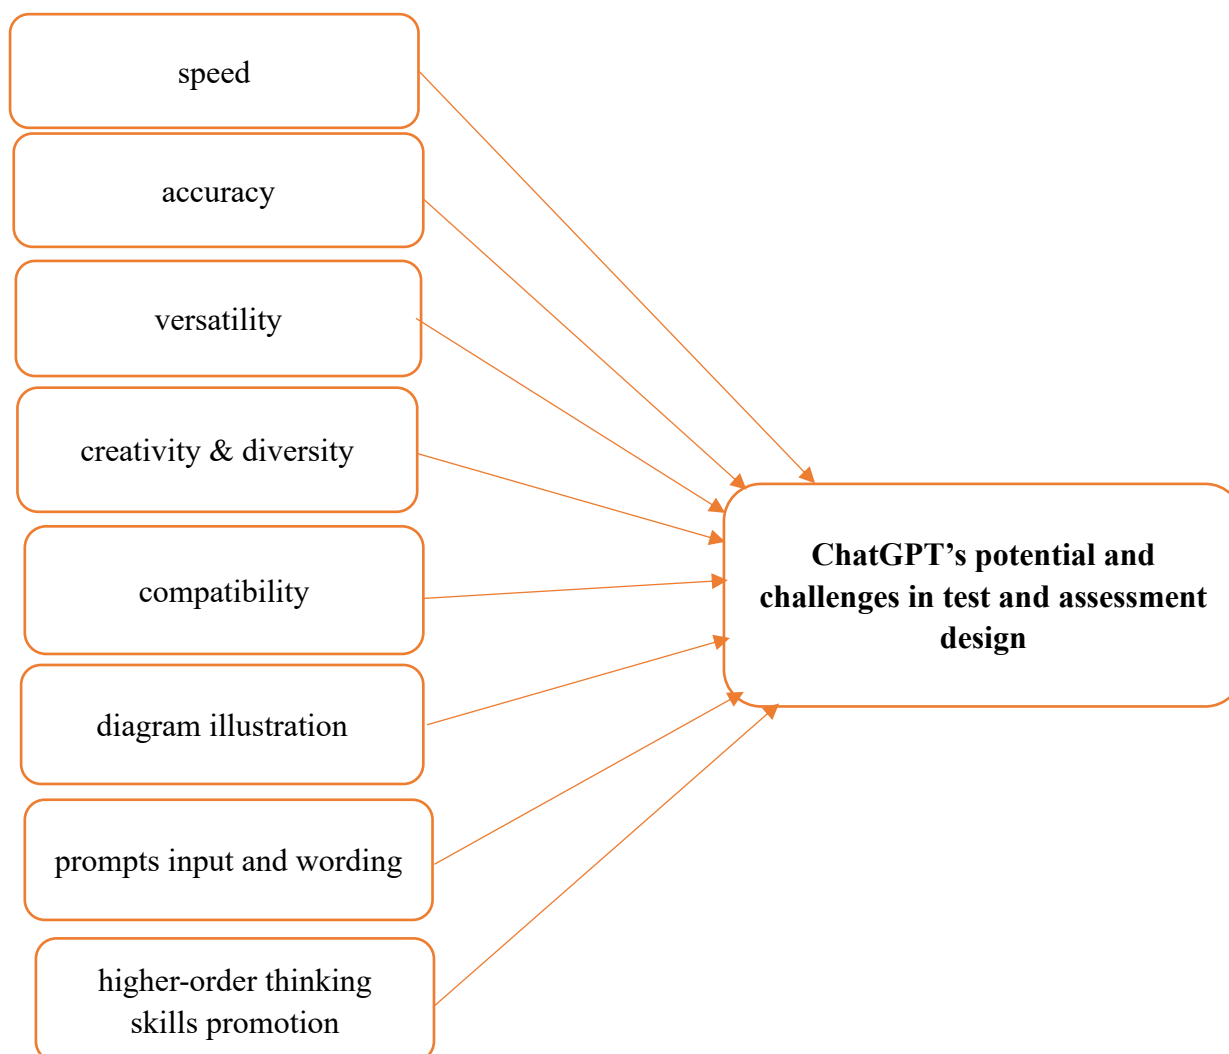 speed
accuracy
versatility
creativity & diversity
compatibility
diagram illustration
prompts input and wording
higher-order thinking
skills promotion
ChatGPT’s potential and
challenges in test and assessment
design